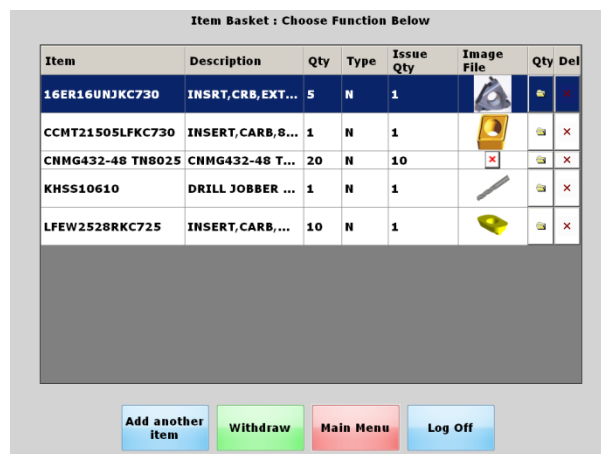 Item Basket : Choose Function Below
Item Description Qty Type Issue Qty Image File Qty Del
16ER16UNJKC730 INSRT,CRB,EXT... 5 N 1
CCMT21505LFKC730 INSERT,CARB,8... 1 N 1
CNMG432-48 TN8025 CNMG432-48 T... 20 N 10
KHSS10610 DRILL JOBBER ... 1 N 1
LFEW2528RKC725 INSERT,CARB,... 10 N 1
Add another item Withdraw Main Menu Log Off